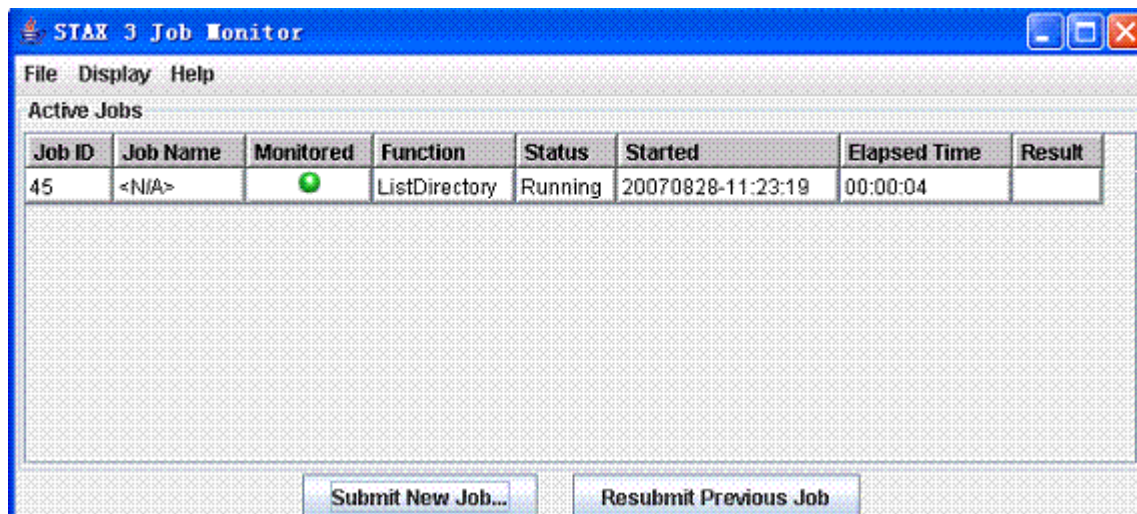 STAX 3 Job Monitor
File Display Help
Active Jobs
Job ID Job Name Monitored Function Status Started Elapsed Time Result
45 <N/A> ListDirectory Running 20070828-11:23:19 00:00:04
Submit New Job... Resubmit Previous Job